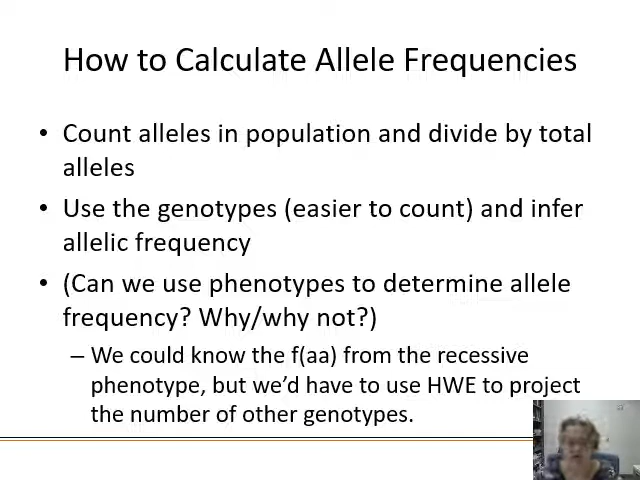 How to Calculate Allele Frequencies
• Count alleles in population and divide by total
alleles
• Use the genotypes (easier to count) and infer
allelic frequency
• (Can we use phenotypes to determine allele
frequency? Why/why not?)
– We could know the f(aa) from the recessive
phenotype, but we’d have to use HWE to project
the number of other genotypes.